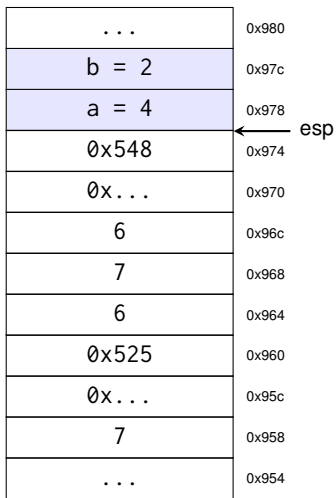 ... 0x980
b = 2 0x97c
a = 4 0x978
esp
0x548 0x974
0x... 0x970
6 0x96c
7 0x968
6 0x964
0x525 0x960
0x... 0x95c
7 0x958
... 0x954